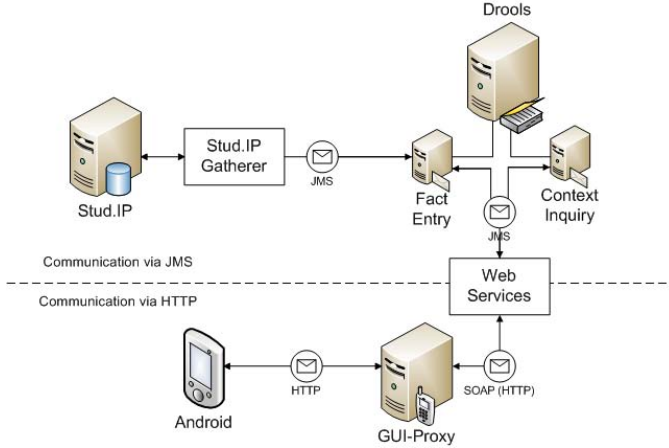 Drools
Stud.IP
Gatherer
JMS
Stud.IP
Fact
Entry
Context
Inquiry
JMS
Communication via JMS
Web
Services
Communication via HTTP
HTTP
SOAP (HTTP)
Android
GUI-Proxy